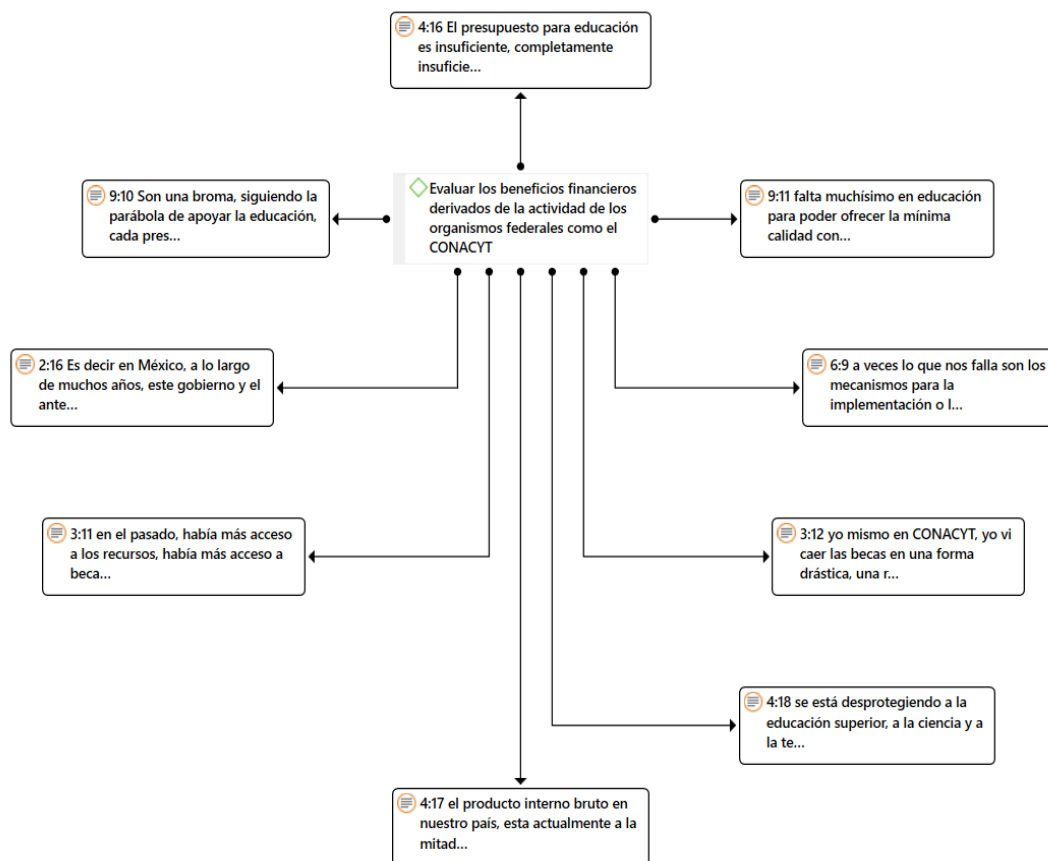 4:16 El presupuesto para educación
es insuficiente, completamente
insuficie...
9:10 Son una broma, siguiendo la
parábola de apoyar la educación,
cada pres...
Evaluar los beneficios financieros
derivados de la actividad de los
organismos federales como el
CONACYT
9:11 falta muchísimo en educación
para poder ofrecer la mínima
calidad con...
2:16 Es decir en México, a lo largo
de muchos años, este gobierno y el
ante...
6:9 a veces lo que nos falla son los
mecanismos para la
implementación o l...
3:11 en el pasado, había más acceso
a los recursos, había más acceso a
beca...
3:12 yo mismo en CONACYT, yo vi
caer las becas en una forma
drástica, una r...
4:18 se está desprotegiendo a la
educación superior, a la ciencia y a
la te...
4:17 el producto interno bruto en
nuestro país, esta actualmente a la
mitad...